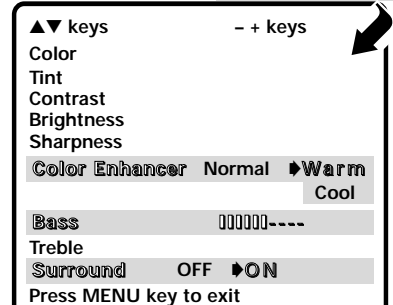 ▲▼ keys – + keys
Color
Tint
Contrast
Brightness
Sharpness
Color Enhancer Normal ➧Warm
Cool
Bass ▯▯▯▯▯▯----
Treble
Surround OFF ➧ON
Press MENU key to exit